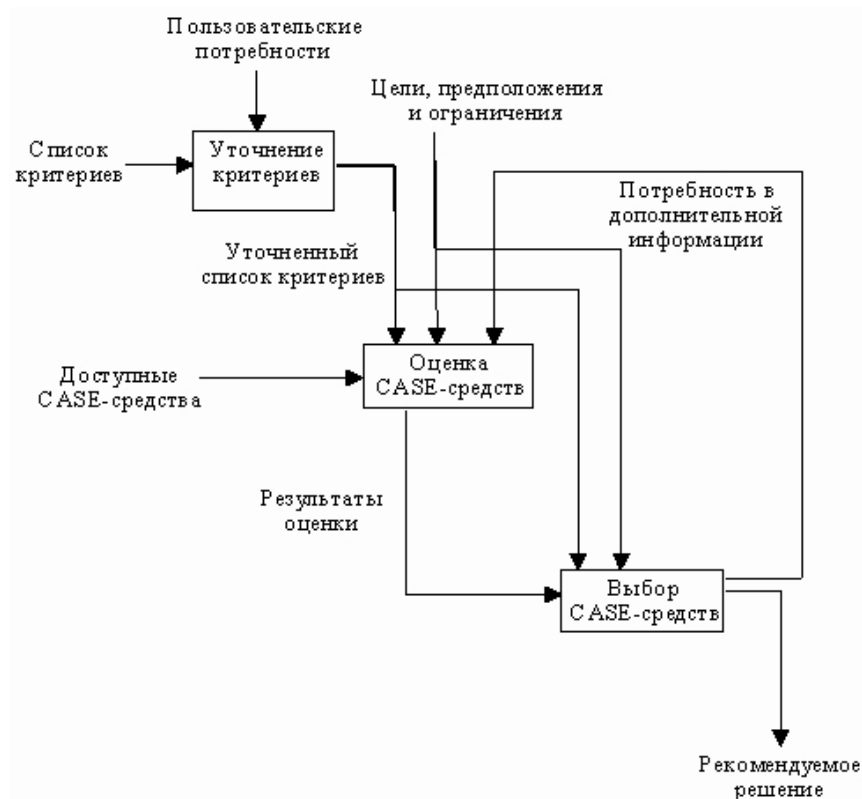 Пользовательские
потребности
Цели, предположения
и ограничения
Список
критериев
Уточнение
критериев
Потребность в
дополнительной
информации
Уточненный
список критериев
Доступные
CASE-средства
Оценка
CASE-средств
Результаты
оценки
Выбор
CASE-средств
Рекомендуемое
решение